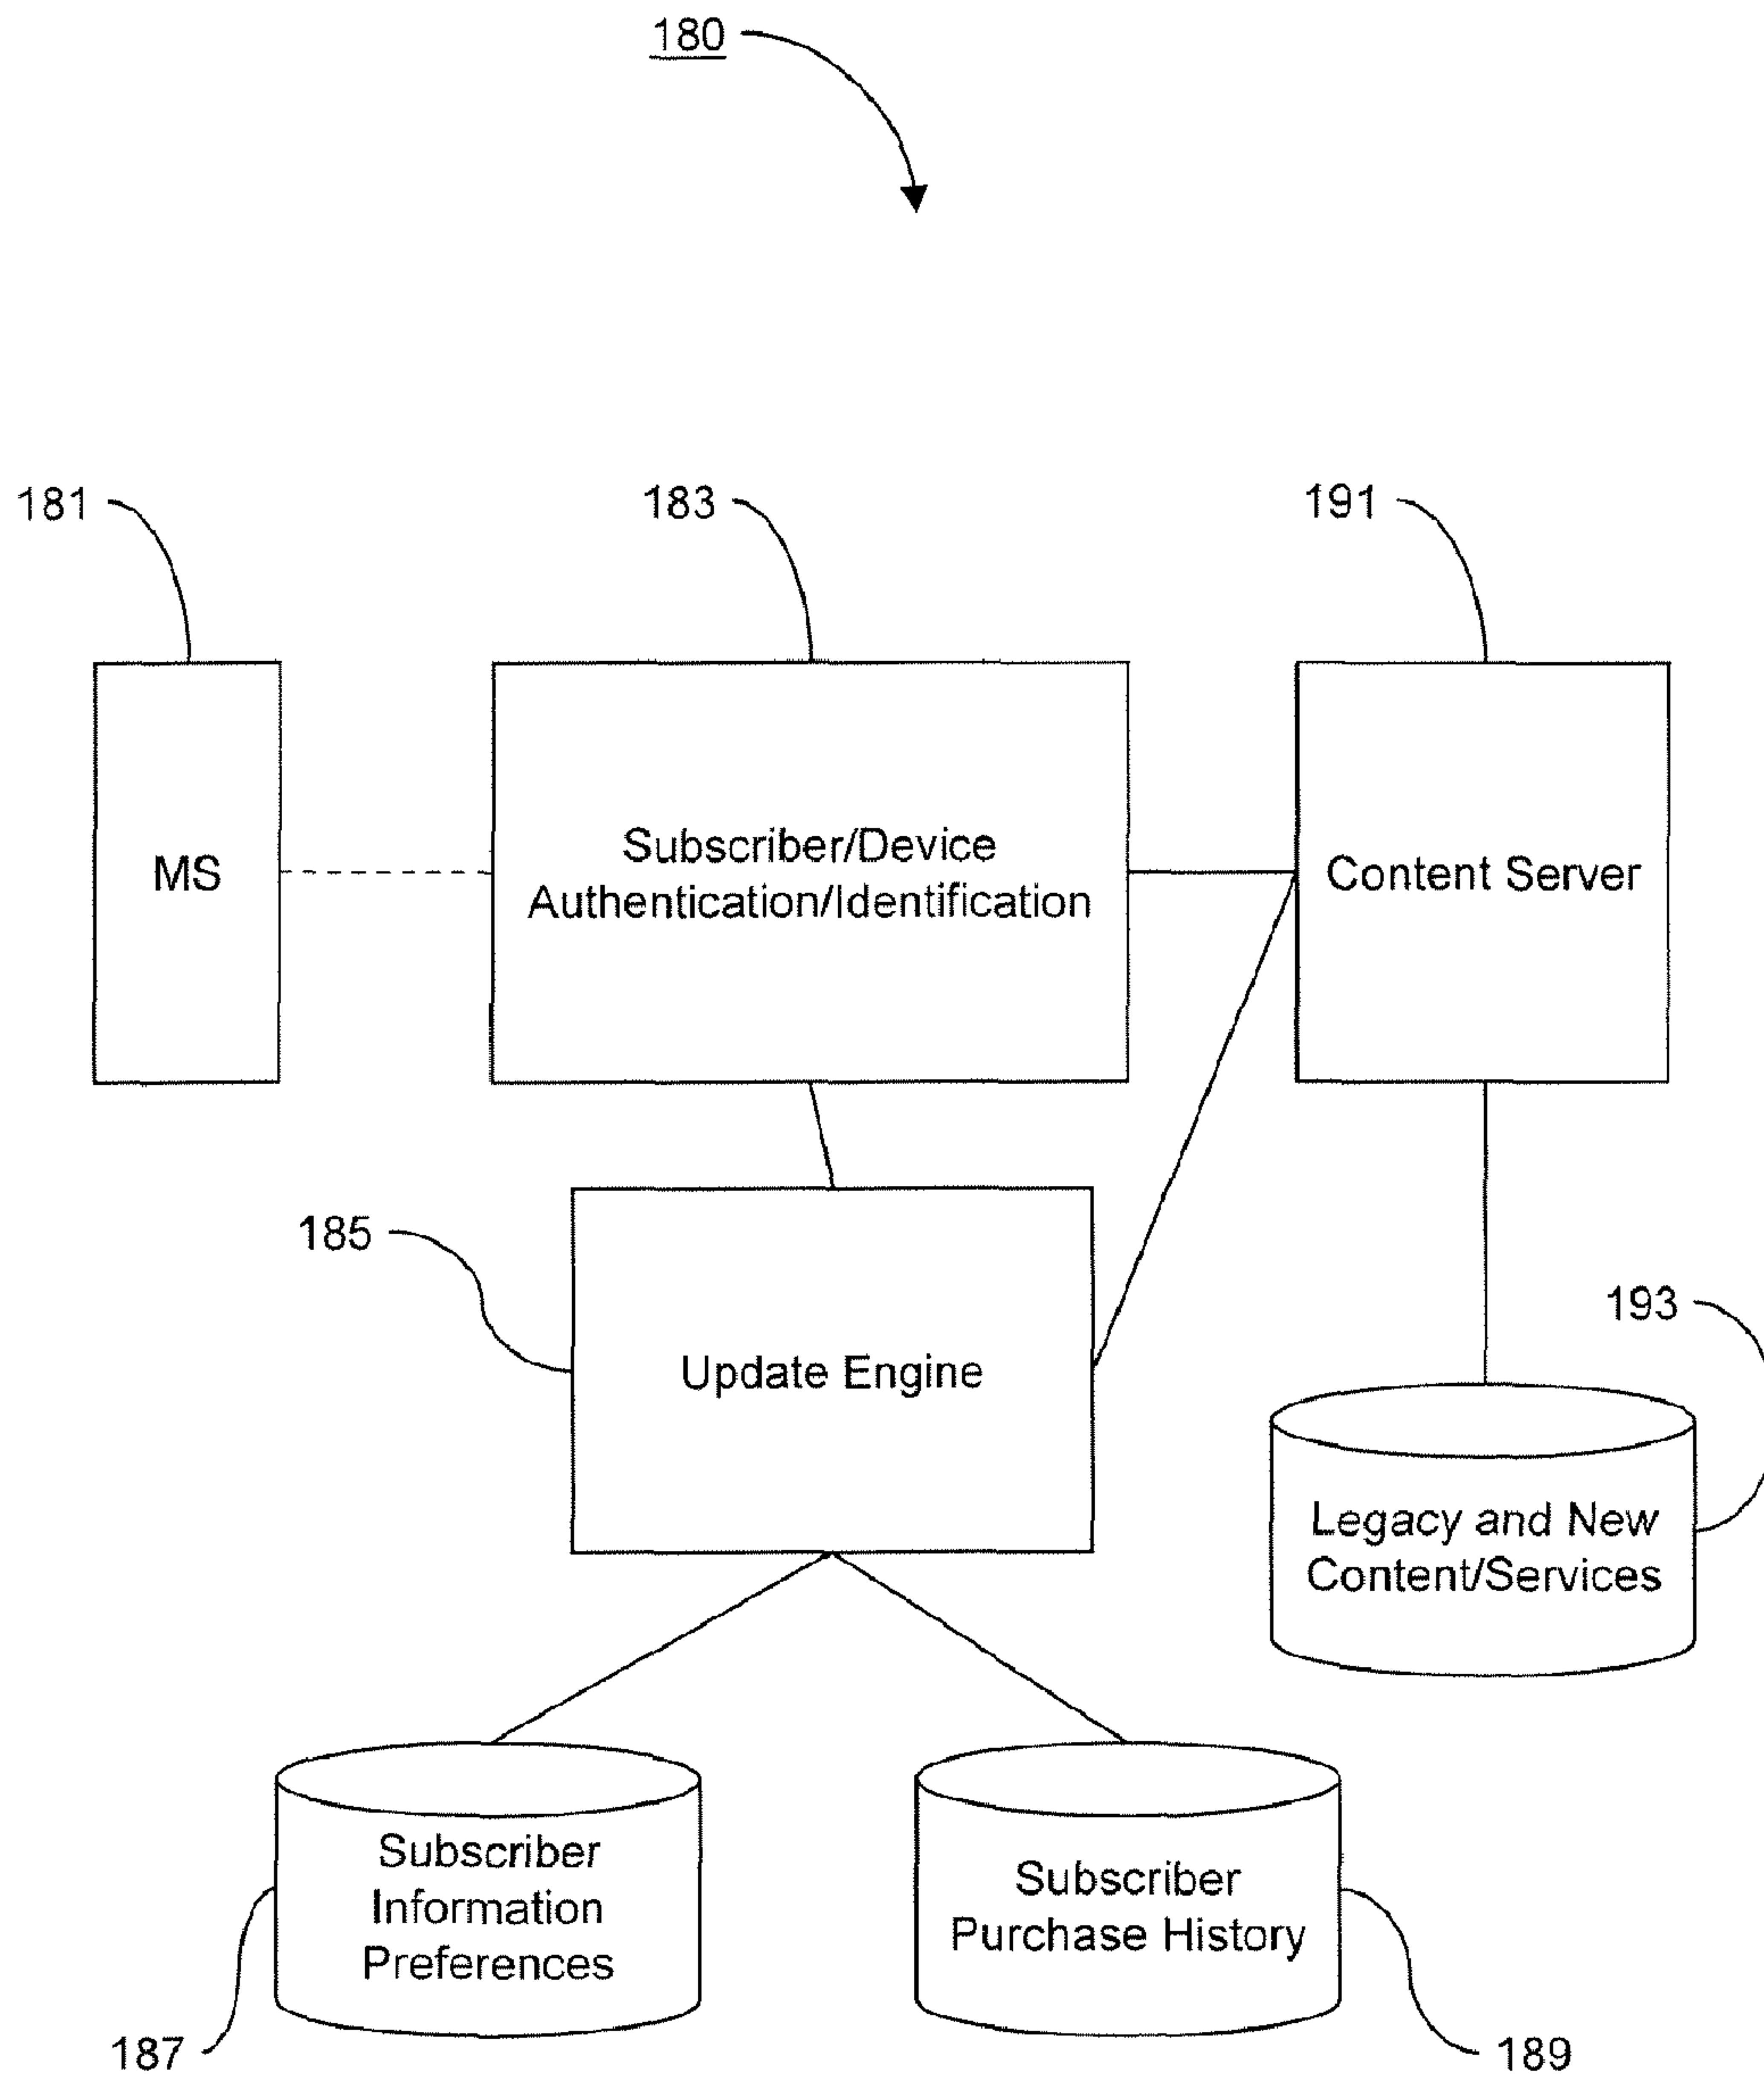 180
181
183
191
MS
Subscriber/Device
Authentication/Identification
Content Server
185
Update Engine
193
Legacy and New
Content/Services
Subscriber
Information
Preferences
Subscriber
Purchase History
187
189